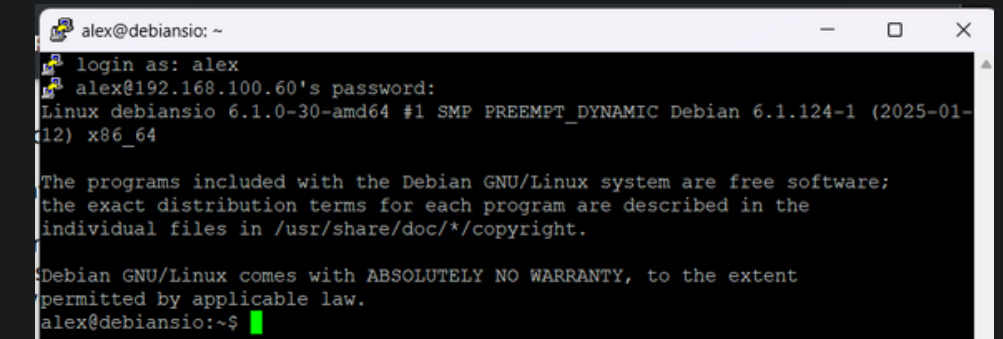 alex@debiansio: ~
login as: alex
alex@192.168.100.60's password:
Linux debiansio 6.1.0-30-amd64 #1 SMP PREEMPT_DYNAMIC Debian 6.1.124-1 (2025-01-
12) x86_64
The programs included with the Debian GNU/Linux system are free software;
the exact distribution terms for each program are described in the
individual files in /usr/share/doc/*/copyright.
Debian GNU/Linux comes with ABSOLUTELY NO WARRANTY, to the extent
permitted by applicable law.
alex@debiansio:~$